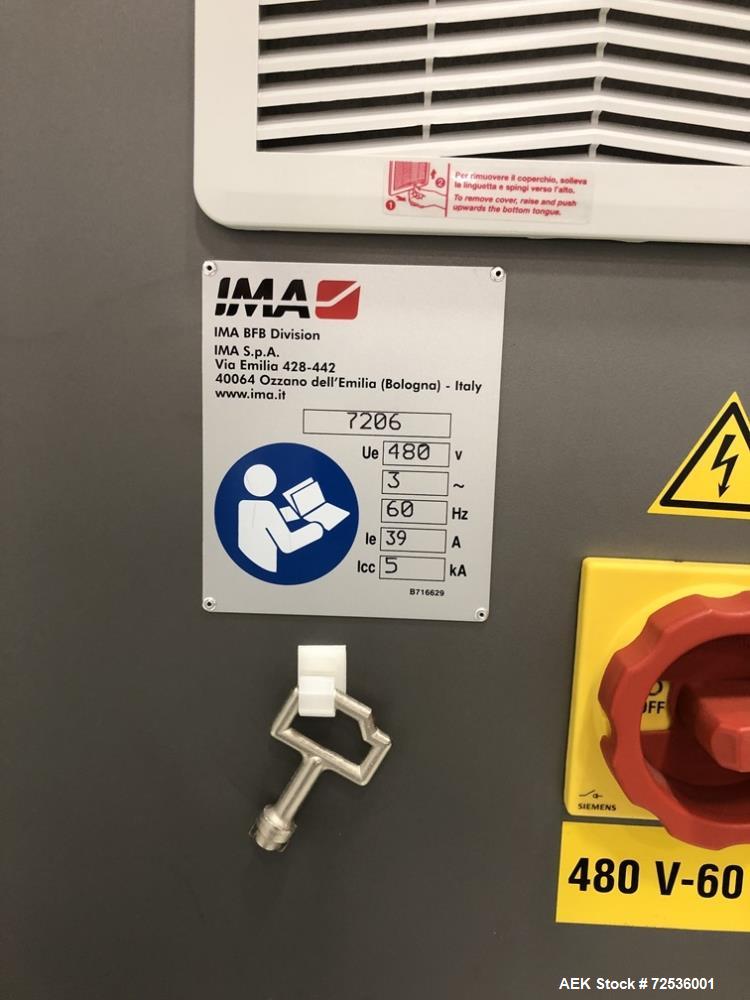 Per rimuovere il coperchio, solleva
la linguetta e spingi verso l'alto.
To remove cover, raise and push
upwards the bottom tongue.
1
2
IMA
IMA BFB Division
IMA S.p.A.
Via Emilia 428-442
40064 Ozzano dell'Emilia (Bologna) - Italy
www.ima.it
7206
Ue 480 V
3 ~
60 Hz
Ie 39 A
Icc 5 kA
B716629
OFF
SIEMENS
480 V-60
AEK Stock # 72536001